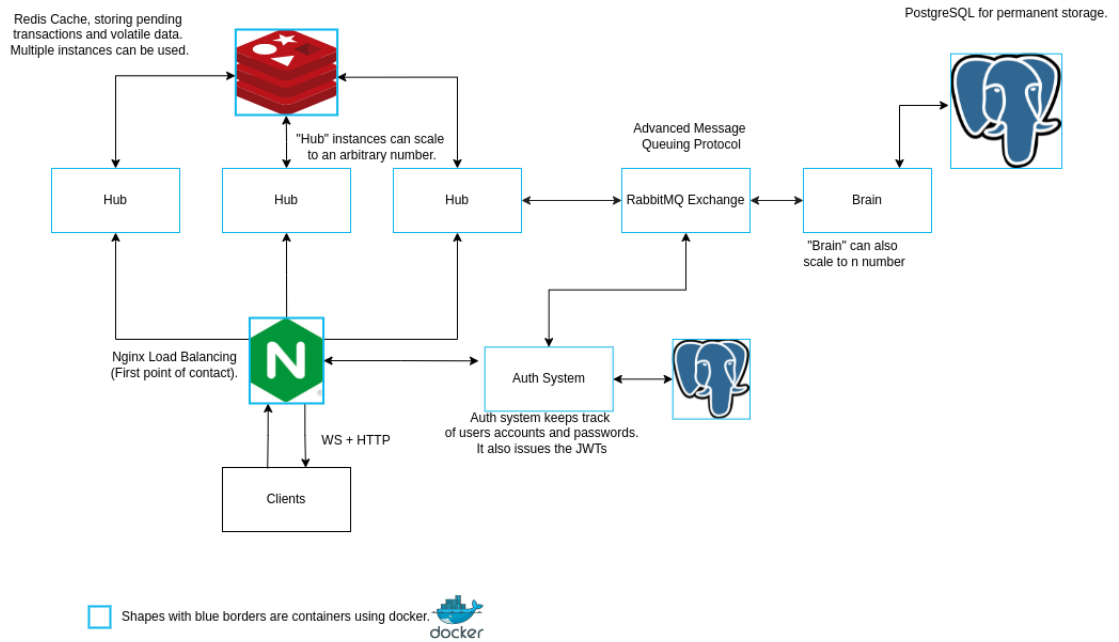 Redis Cache, storing pending
transactions and volatile data.
Multiple instances can be used.
PostgreSQL for permanent storage.
"Hub" instances can scale
to an arbitrary number.
Advanced Message
Queuing Protocol
Hub
Hub
Hub
RabbitMQ Exchange
Brain
"Brain" can also
scale to n number
Nginx Load Balancing
(First point of contact).
N
Auth System
Auth system keeps track
of users accounts and passwords.
It also issues the JWTs
WS + HTTP
Clients
Shapes with blue borders are containers using docker.
docker